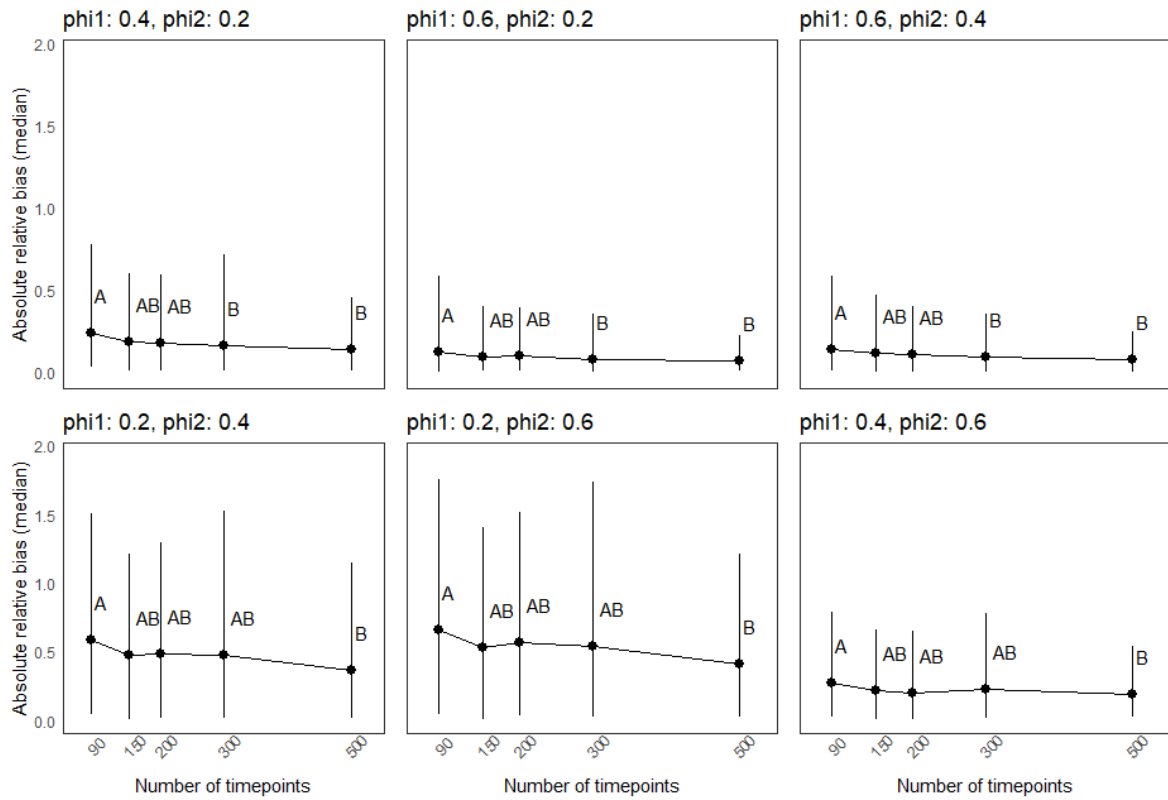 phi1: 0.4, phi2: 0.2
phi1: 0.6, phi2: 0.2
phi1: 0.6, phi2: 0.4
Absolute relative bias (median)
2.0
1.5
1.0
0.5
0.0
A
AB
AB
B
B
A
AB
AB
B
B
A
AB
AB
B
B
phi1: 0.2, phi2: 0.4
phi1: 0.2, phi2: 0.6
phi1: 0.4, phi2: 0.6
Absolute relative bias (median)
2.0
1.5
1.0
0.5
0.0
A
AB
AB
AB
B
A
AB
AB
AB
B
A
AB
AB
AB
B
90
150
200
300
500
90
150
200
300
500
90
150
200
300
500
Number of timepoints
Number of timepoints
Number of timepoints